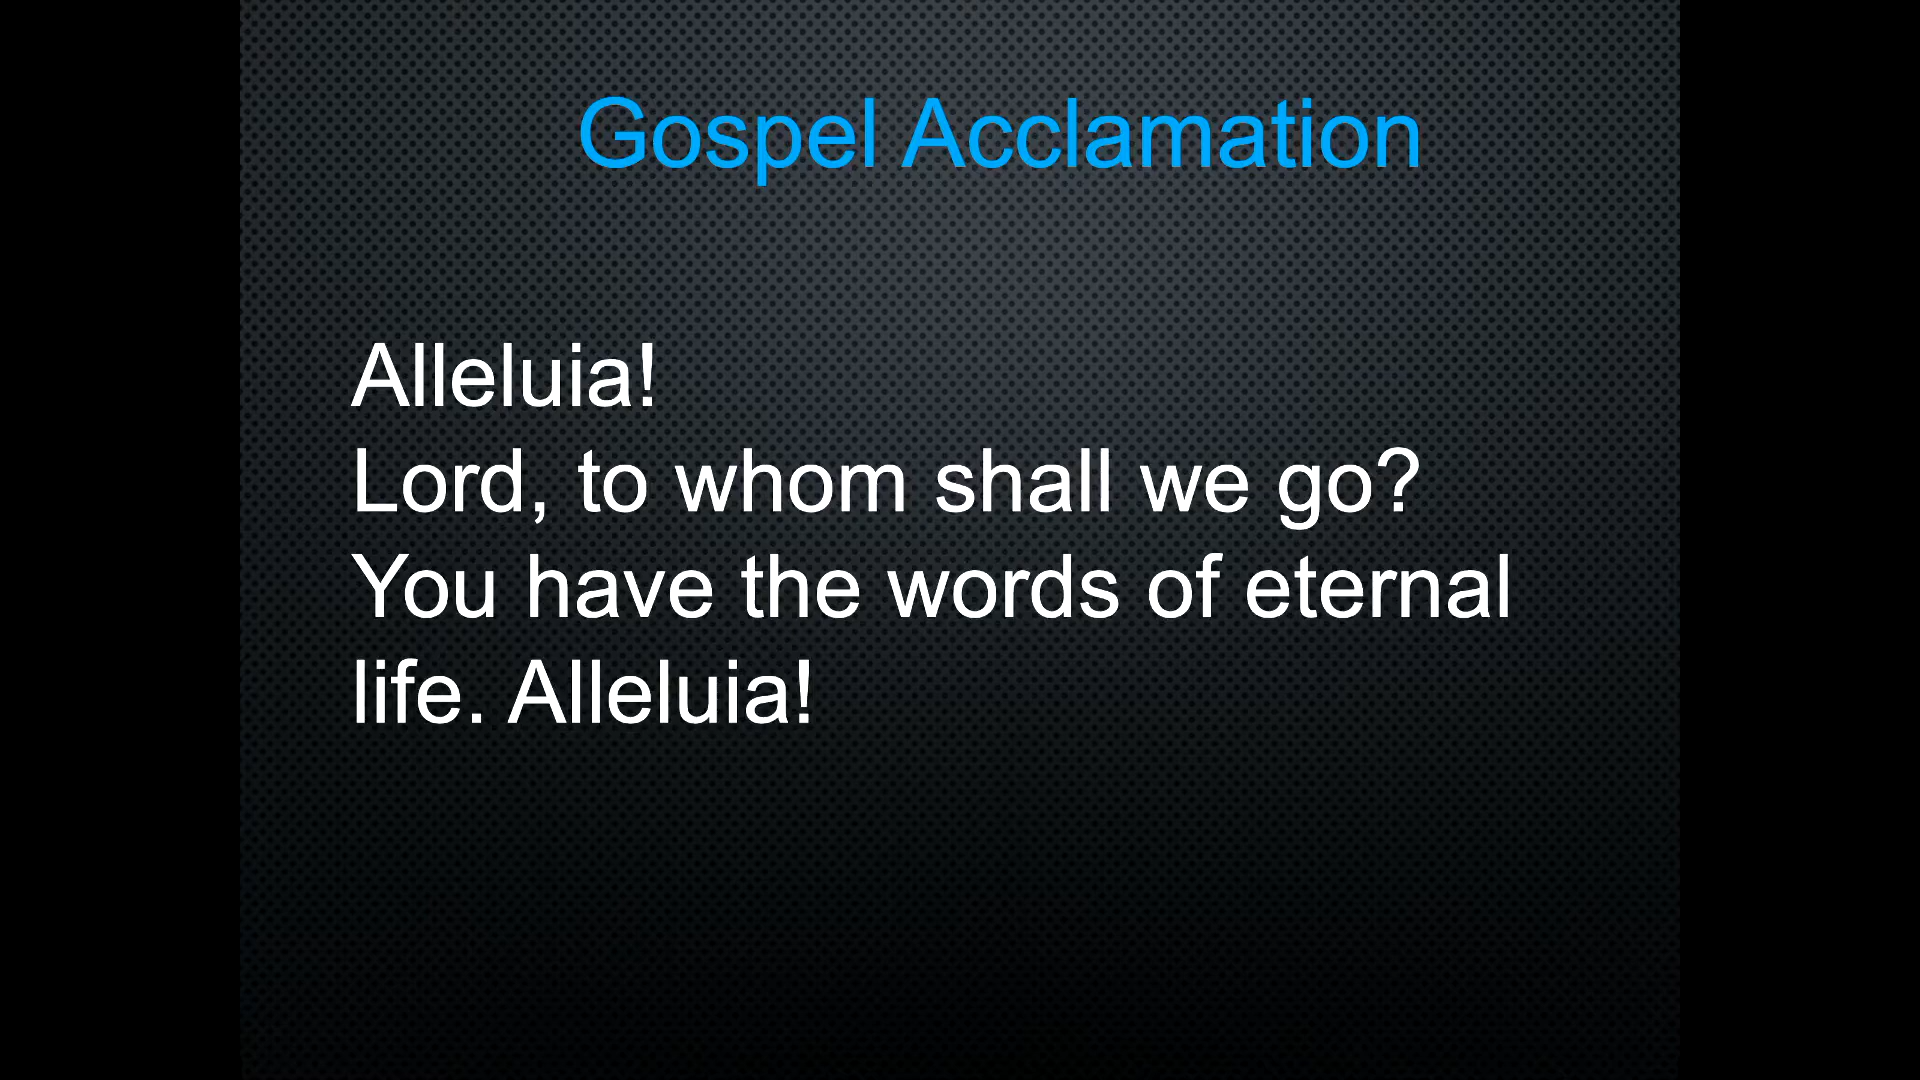 Gospel Acclamation
Alleluia!
Lord, to whom shall we go?
You have the words of eternal
life. Alleluia!